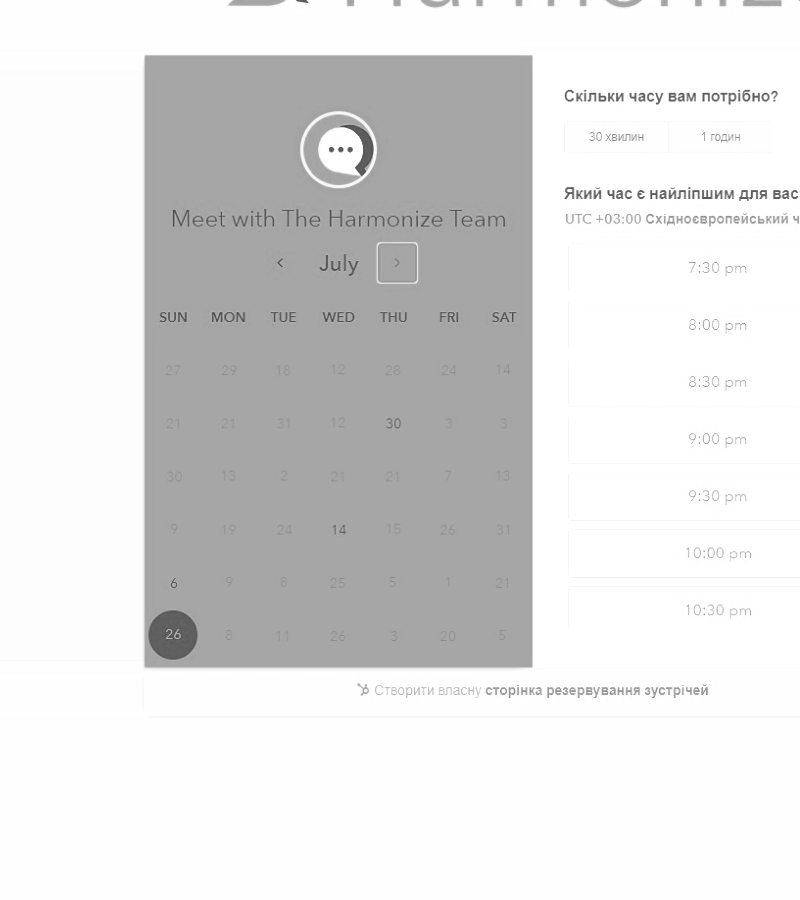 Meet with The Harmonize Team
July
SUN MON TUE WED THU FRI SAT
27 29 18 12 28 24 14
21 21 31 12 30 3 3
30 13 2 21 21 7 13
9 19 24 14 15 26 31
6 9 8 25 5 1 21
26 8 11 26 3 20 5
Скільки часу вам потрібно?
30 хвилин 1 годин
Який час є найліпшим для вас
UTC +03:00 Східноєвропейський ч
7:30 pm
8:00 pm
8:30 pm
9:00 pm
9:30 pm
10:00 pm
10:30 pm
Створити власну сторінка резервування зустрічей